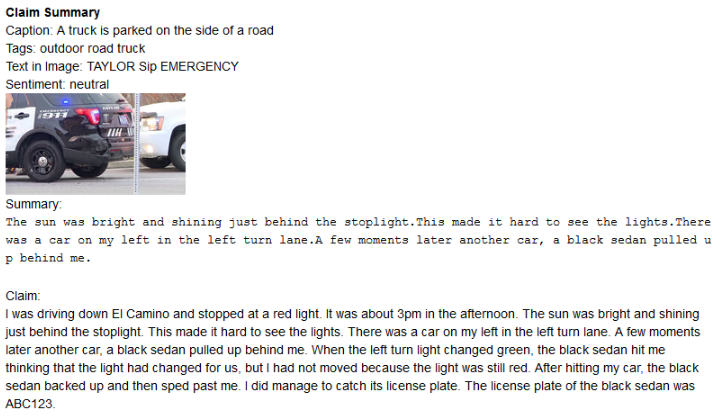 Claim Summary
Caption: A truck is parked on the side of a road
Tags: outdoor road truck
Text in Image: TAYLOR Sip EMERGENCY
Sentiment: neutral
911
Summary:
The sun was bright and shining just behind the stoplight.This made it hard to see the lights.There
was a car on my left in the left turn lane.A few moments later another car, a black sedan pulled u
p behind me.
Claim:
I was driving down El Camino and stopped at a red light. It was about 3pm in the afternoon. The sun was bright and shining
just behind the stoplight. This made it hard to see the lights. There was a car on my left in the left turn lane. A few moments
later another car, a black sedan pulled up behind me. When the left turn light changed green, the black sedan hit me
thinking that the light had changed for us, but I had not moved because the light was still red. After hitting my car, the black
sedan backed up and then sped past me. I did manage to catch its license plate. The license plate of the black sedan was
ABC123.